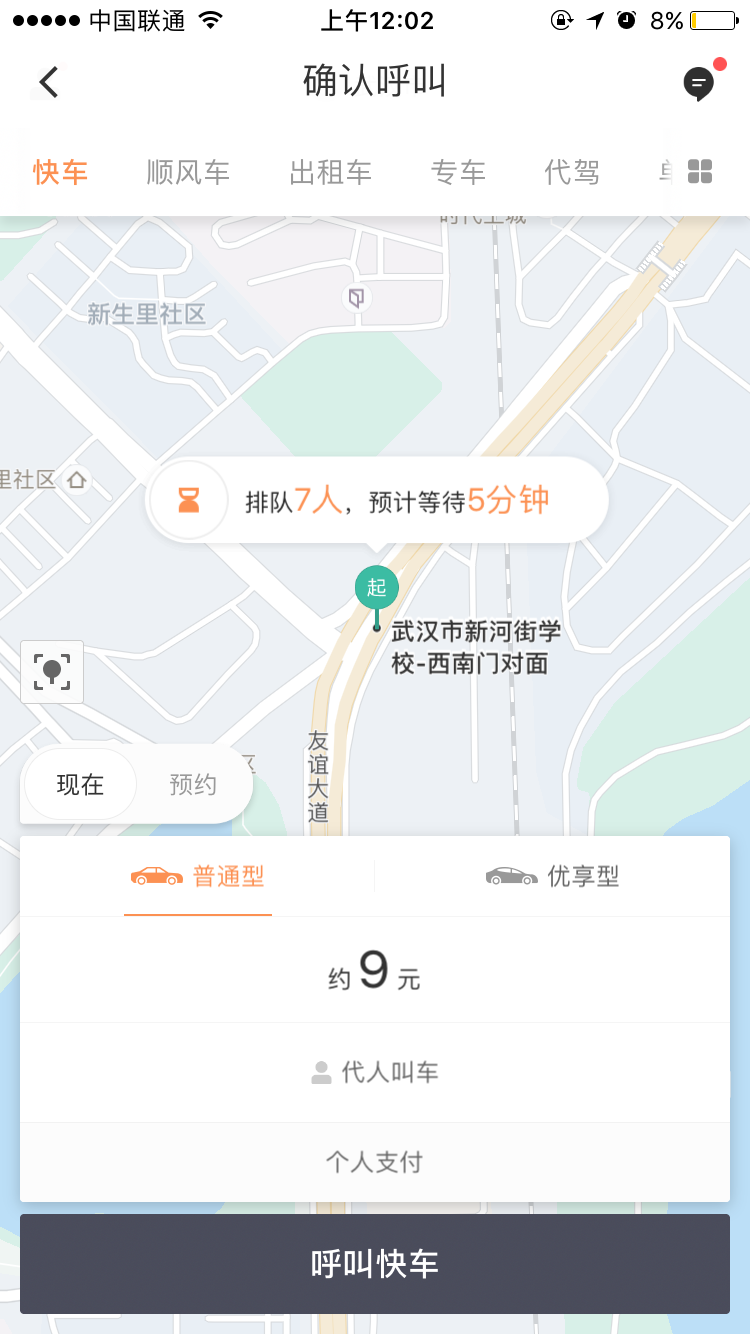 中国联通
上午12:02
8%
确认呼叫
快车
顺风车
出租车
专车
代驾
新生里社区
里社区
排队7人，预计等待5分钟
起
武汉市新河街学
校-西南门对面
友谊大道
现在
预约
区
普通型
优享型
约9元
代人叫车
个人支付
呼叫快车